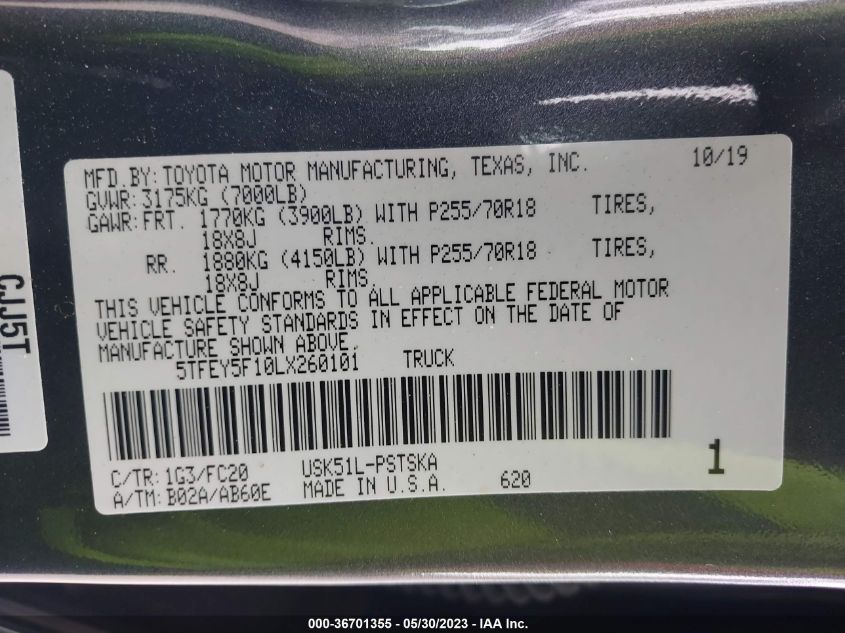 MFD.BY: TOYOTA MOTOR MANUFACTURING, TEXAS, INC. 10/19
GVWR: 3175KG (7000LB)
GAWR: FRT. 1770KG (3900LB) WITH P255/70R18 TIRES,
18X8J RIMS.
RR. 1880KG (4150LB) WITH P255/70R18 TIRES,
18X8J RIMS.
THIS VEHICLE CONFORMS TO ALL APPLICABLE FEDERAL MOTOR
VEHICLE SAFETY STANDARDS IN EFFECT ON THE DATE OF
MANUFACTURE SHOWN ABOVE.
5TFEY5F10LX260101 TRUCK
C/TR: 1G3/FC20 USK51L-PSTSKA 1
A/TM: B02A/AB60E MADE IN U.S.A. 620
CJJ5T
000-36701355 - 05/30/2023 - IAA Inc.